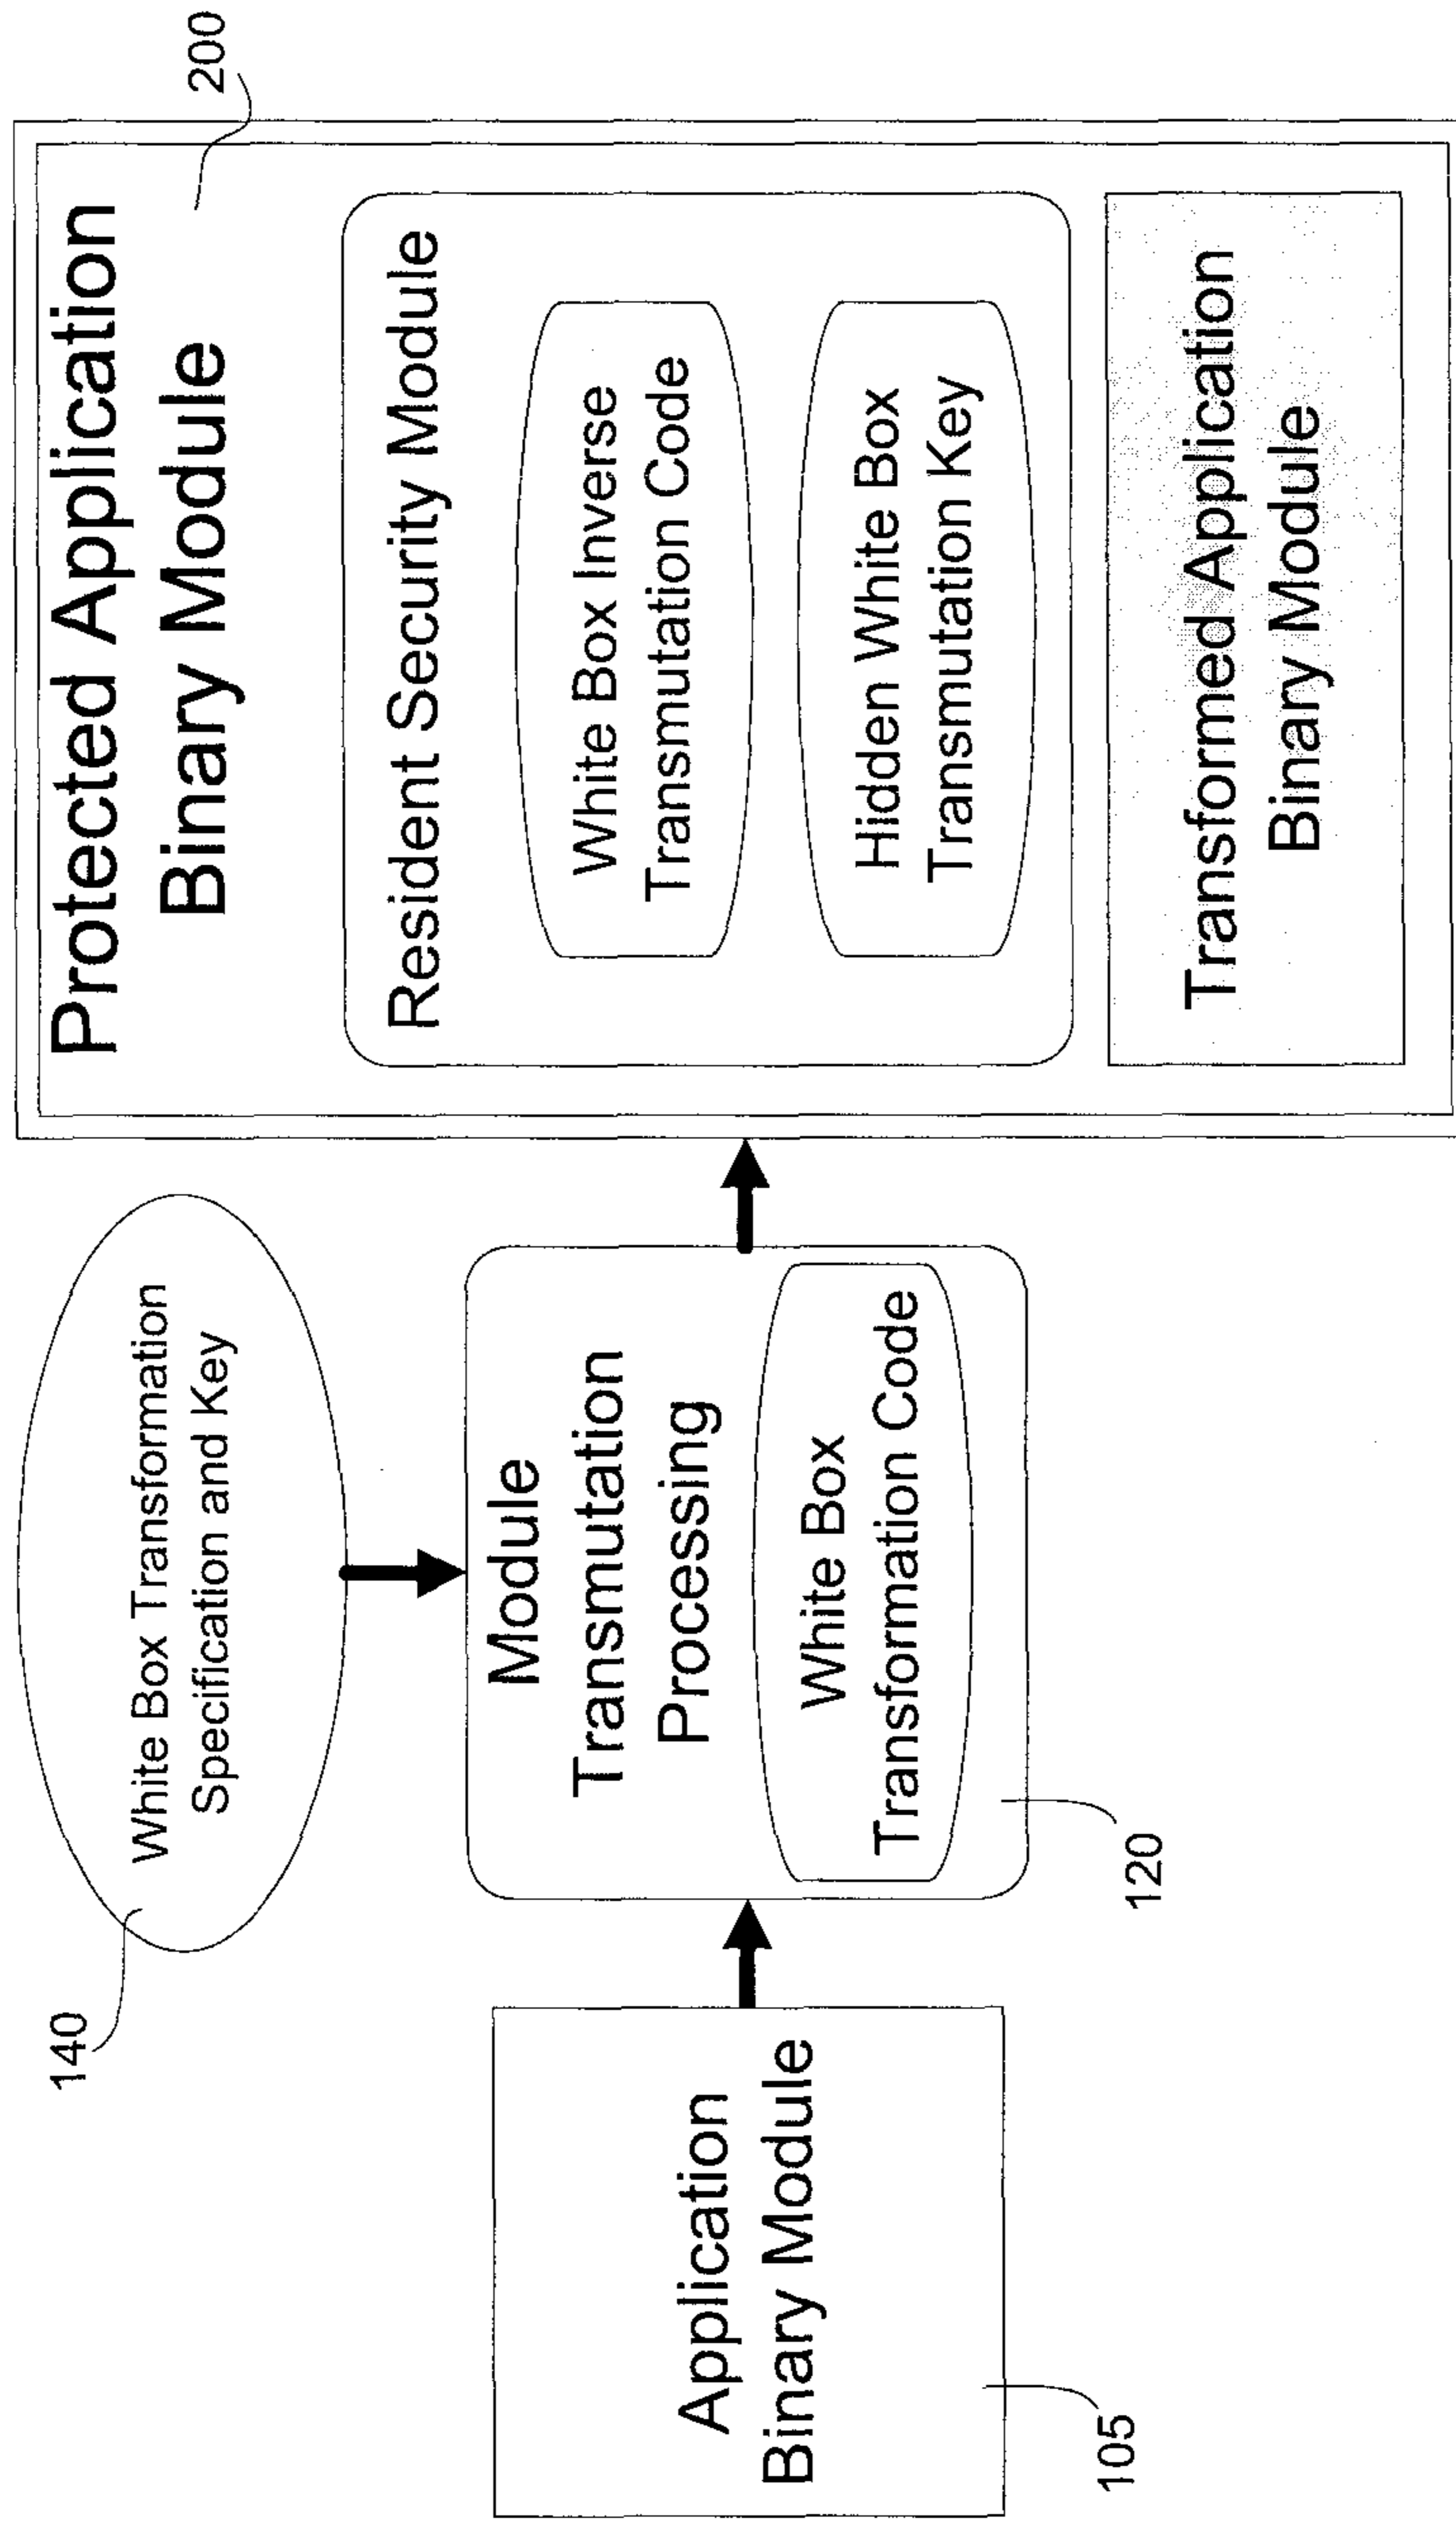 140
White Box Transformation
Specification and Key
Application
Binary Module
105
Module
Transmutation
Processing
White Box
Transformation Code
120
Protected Application
Binary Module
200
Resident Security Module
White Box Inverse
Transmutation Code
Hidden White Box
Transmutation Key
Transformed Application
Binary Module